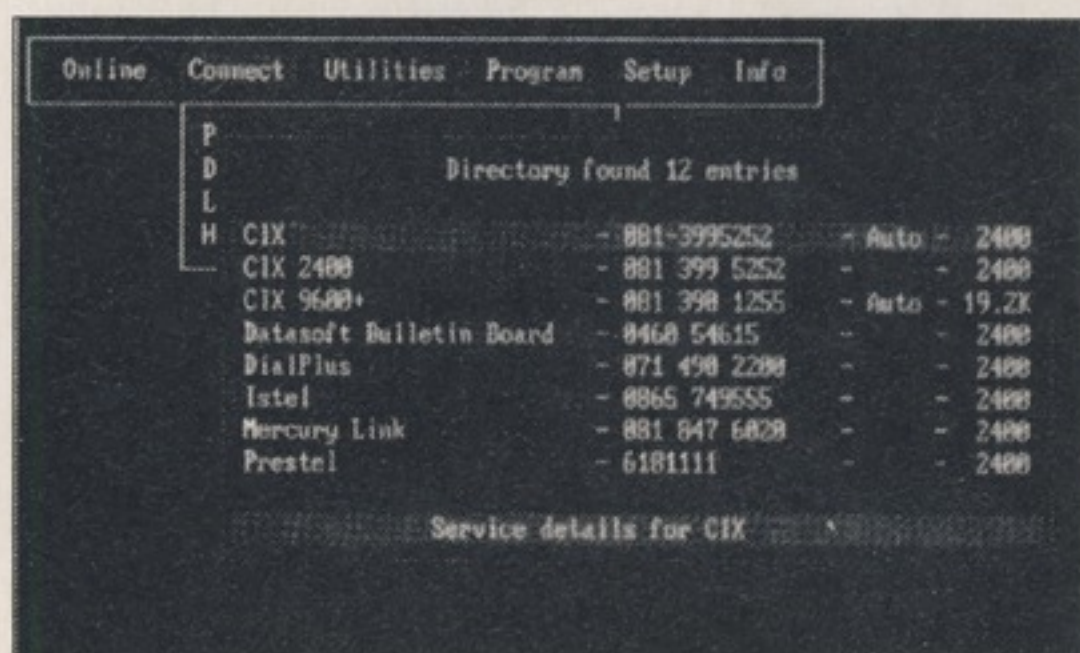 Online Connect Utilities Program Setup Info
P
D
L
H
Directory found 12 entries
CIX - 081-3995252 - Auto - 2400
CIX 2400 - 081 399 5252 - - 2400
CIX 9600+ - 081 390 1255 - Auto - 19.2K
Datasoft Bulletin Board - 0460 54615 - - 2400
DialPlus - 071 490 2200 - - 2400
Istel - 0865 749555 - - 2400
Mercury Link - 081 847 6020 - - 2400
Prestel - 6181111 - - 2400
Service details for CIX